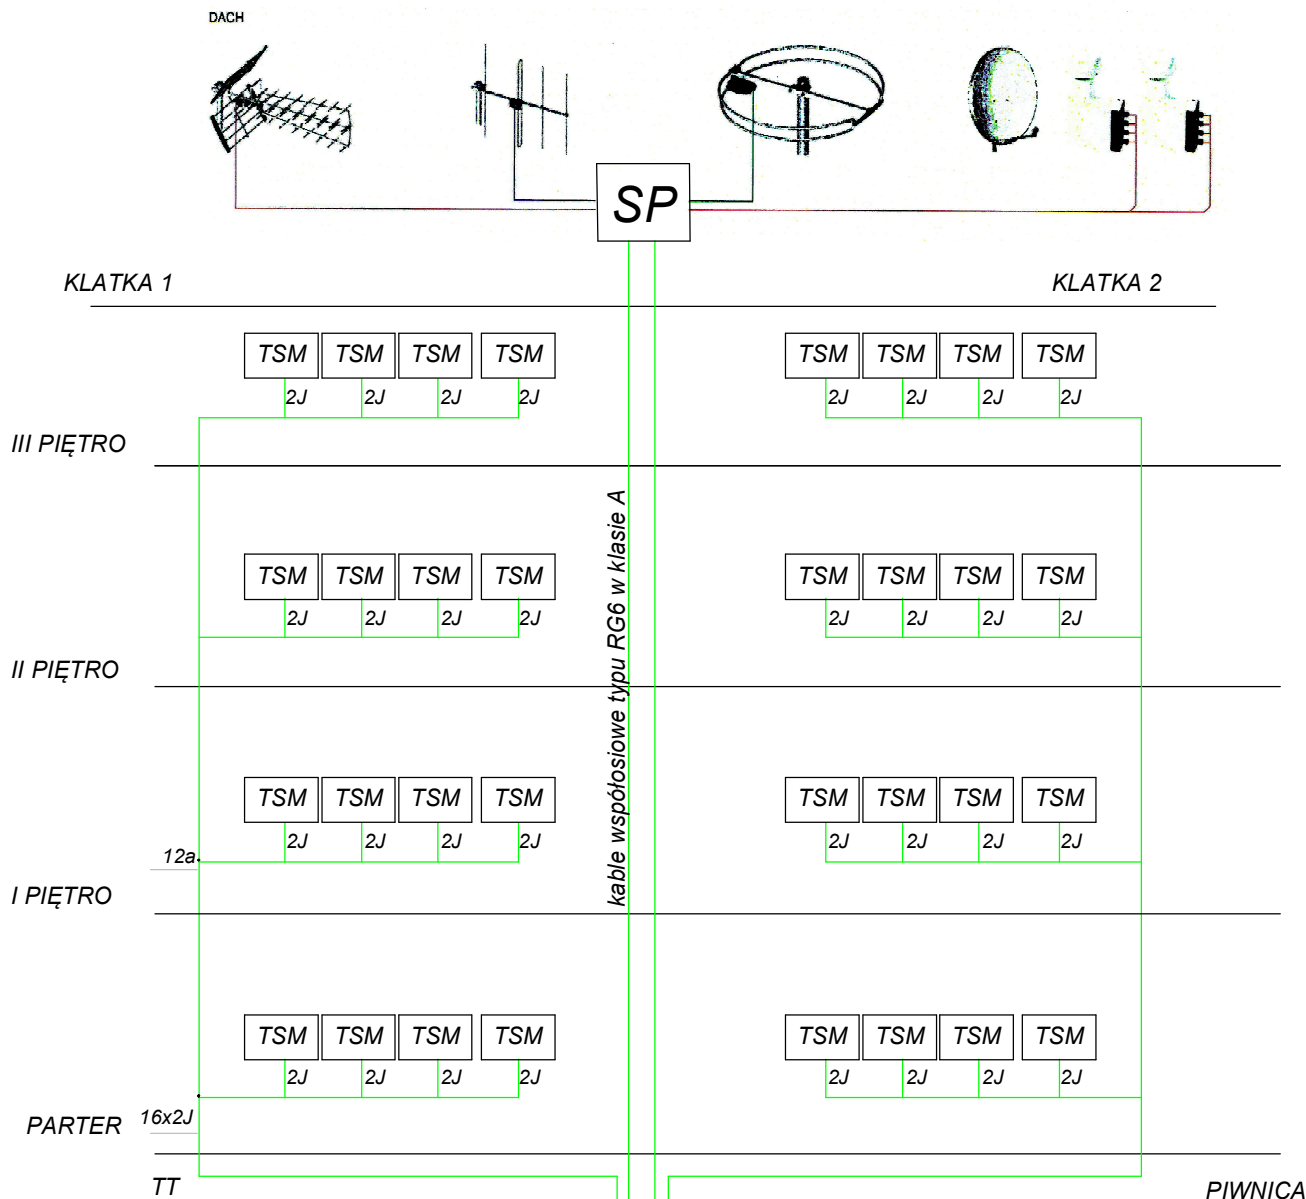 DACH
SP
KLATKA 1
KLATKA 2
TSM TSM TSM TSM TSM TSM TSM TSM
2J 2J 2J 2J 2J 2J 2J 2J
III PIĘTRO
kable współosiowe typu RG6 w klasie A
TSM TSM TSM TSM TSM TSM TSM TSM
2J 2J 2J 2J 2J 2J 2J 2J
II PIĘTRO
TSM TSM TSM TSM TSM TSM TSM TSM
2J 2J 2J 2J 2J 2J 2J 2J
12a
I PIĘTRO
TSM TSM TSM TSM TSM TSM TSM TSM
2J 2J 2J 2J 2J 2J 2J 2J
16x2J
PARTER
TT
PIWNICA